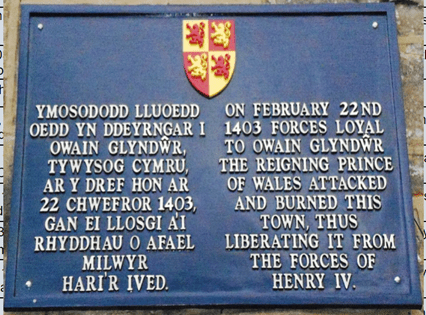 YMOSODODD LLUOEDD
OEDD YN DDEYRNGAR I
OWAIN GLYNDŴR,
TYWYSOG CYMRU,
AR Y DREF HON AR
22 CHWEFROR 1403,
GAN EI LLOSGI A'I
RHYDDHAU O AFAEL
MILWYR
HARI'R IVED.
ON FEBRUARY 22ND
1403 FORCES LOYAL
TO OWAIN GLYNDŴR
THE REIGNING PRINCE
OF WALES ATTACKED
AND BURNED THIS
TOWN, THUS
LIBERATING IT FROM
THE FORCES OF
HENRY IV.